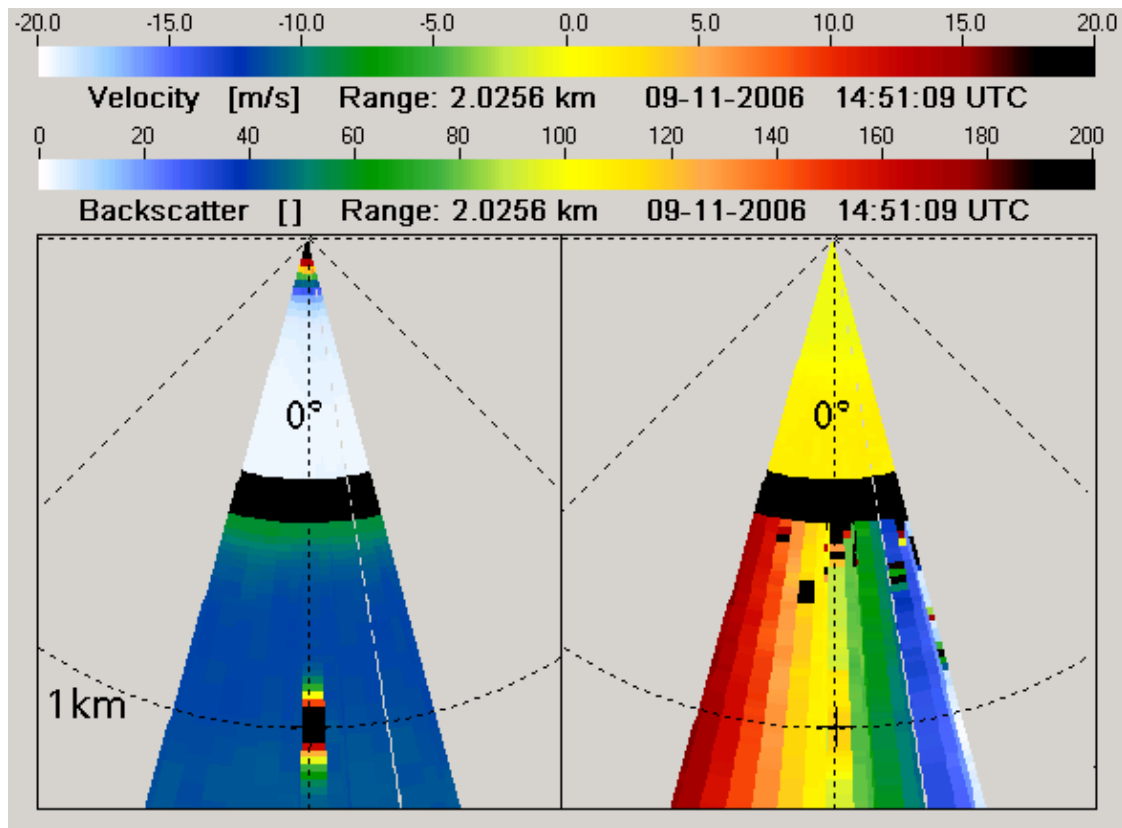 -20.0 -15.0 -10.0 -5.0 0.0 5.0 10.0 15.0 20.0
Velocity [m/s] Range: 2.0256 km 09-11-2006 14:51:09 UTC
0 20 40 60 80 100 120 140 160 180 200
Backscatter [] Range: 2.0256 km 09-11-2006 14:51:09 UTC
0° 0°
1km